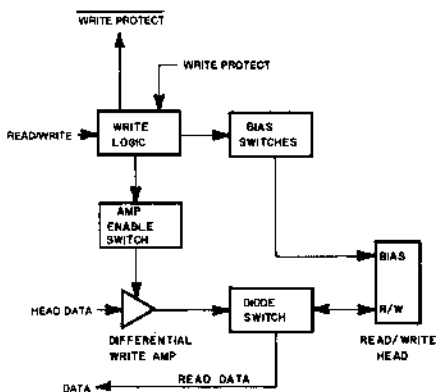 WRITE PROTECT
WRITE PROTECT
READ/WRITE
WRITE
LOGIC
BIAS
SWITCHES
AMP
ENABLE
SWITCH
BIAS
HEAD DATA
DIFFERENTIAL
WRITE AMP
DIODE
SWITCH
R/W
READ/WRITE
HEAD
READ DATA
DATA